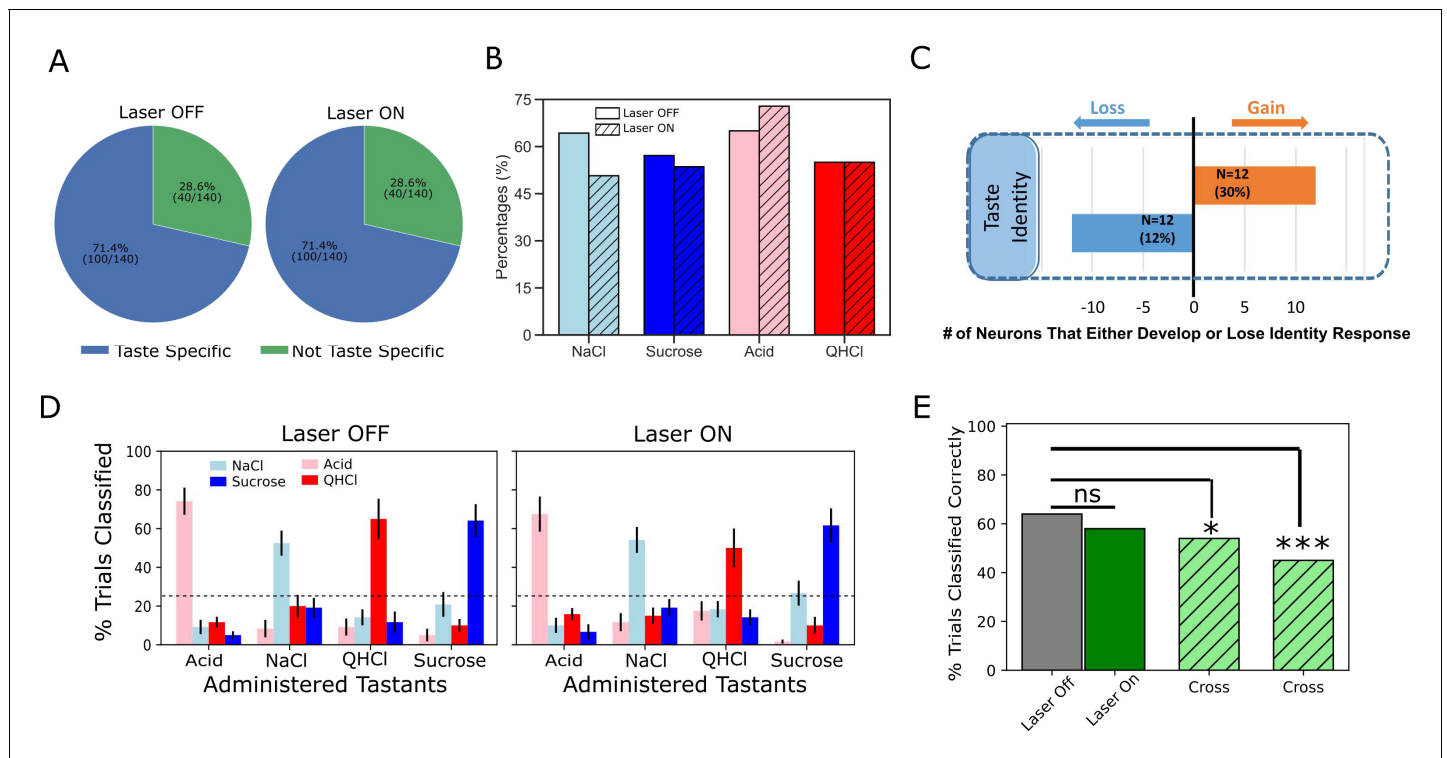 A
Laser OFF
Laser ON
28.6%
(40/140)
71.4%
(100/140)
28.6%
(40/140)
71.4%
(100/140)
Taste Specific
Not Taste Specific
B
Percentages (%)
75
60
45
30
15
0
Laser OFF
Laser ON
NaCl
Sucrose
Acid
QHCl
C
Loss
Gain
Taste
Identity
N=12
(30%)
N=12
(12%)
-10
-5
0
5
10
# of Neurons That Either Develop or Lose Identity Response
D
Laser OFF
% Trials Classified
100
80
60
40
20
0
NaCl
Sucrose
Acid
QHCl
Acid
NaCl
QHCl
Sucrose
Administered Tastants
Laser ON
Acid
NaCl
QHCl
Sucrose
Administered Tastants
E
% Trials Classified Correctly
100
80
60
40
20
0
ns
*
***
Laser Off
Laser On
Cross
Cross